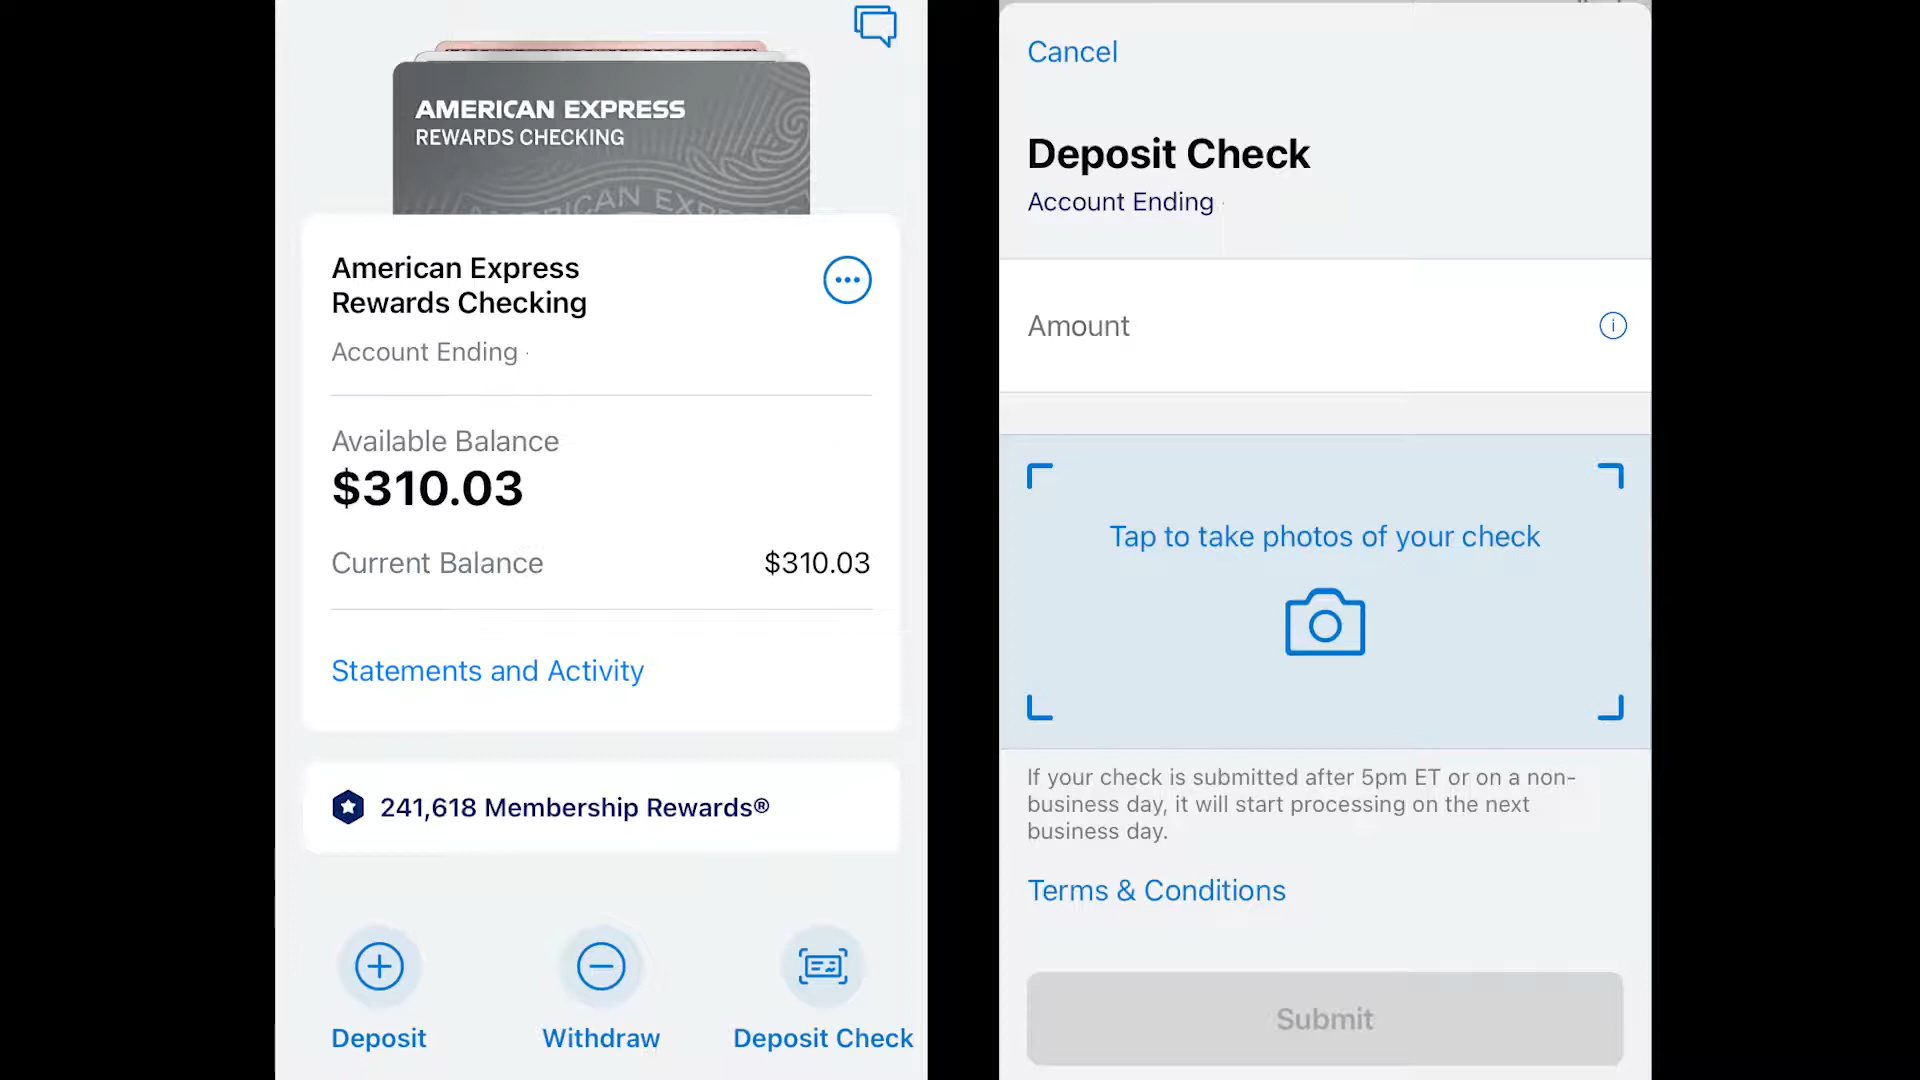 AMERICAN EXPRESS
REWARDS CHECKING
AMERICAN EXPRESS
American Express
Rewards Checking
Account Ending
Available Balance
$310.03
Current Balance $310.03
Statements and Activity
241,618 Membership Rewards®
Deposit Withdraw Deposit Check
Cancel
Deposit Check
Account Ending
Amount
Tap to take photos of your check
If your check is submitted after 5pm ET or on a non-
business day, it will start processing on the next
business day.
Terms & Conditions
Submit